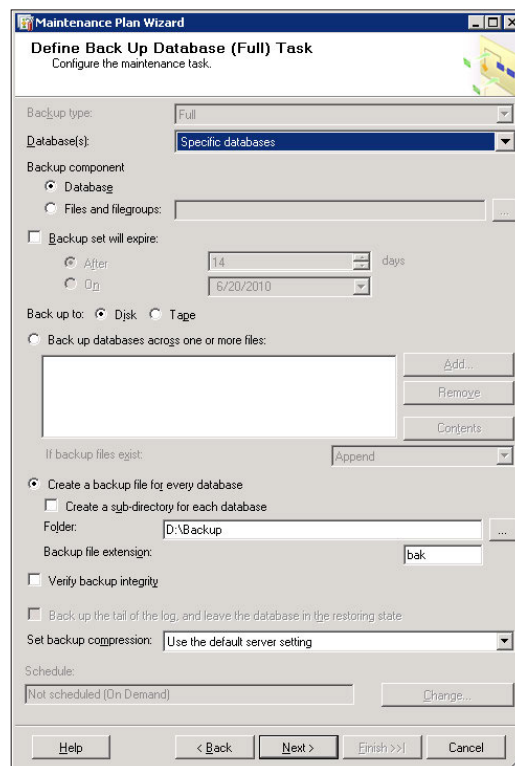 Maintenance Plan Wizard
Define Back Up Database (Full) Task
Configure the maintenance task.
Backup type: Full
Database(s): Specific databases
Backup component
Database
Files and filegroups: ...
Backup set will expire:
After 14 days
On 6/20/2010
Back up to: Disk Tape
Back up databases across one or more files:
Add...
Remove
Contents
If backup files exist: Append
Create a backup file for every database
Create a sub-directory for each database
Folder: D:\Backup ...
Backup file extension: bak
Verify backup integrity
Back up the tail of the log, and leave the database in the restoring state
Set backup compression: Use the default server setting
Schedule:
Not scheduled (On Demand) Change...
Help < Back Next > Finish >>| Cancel